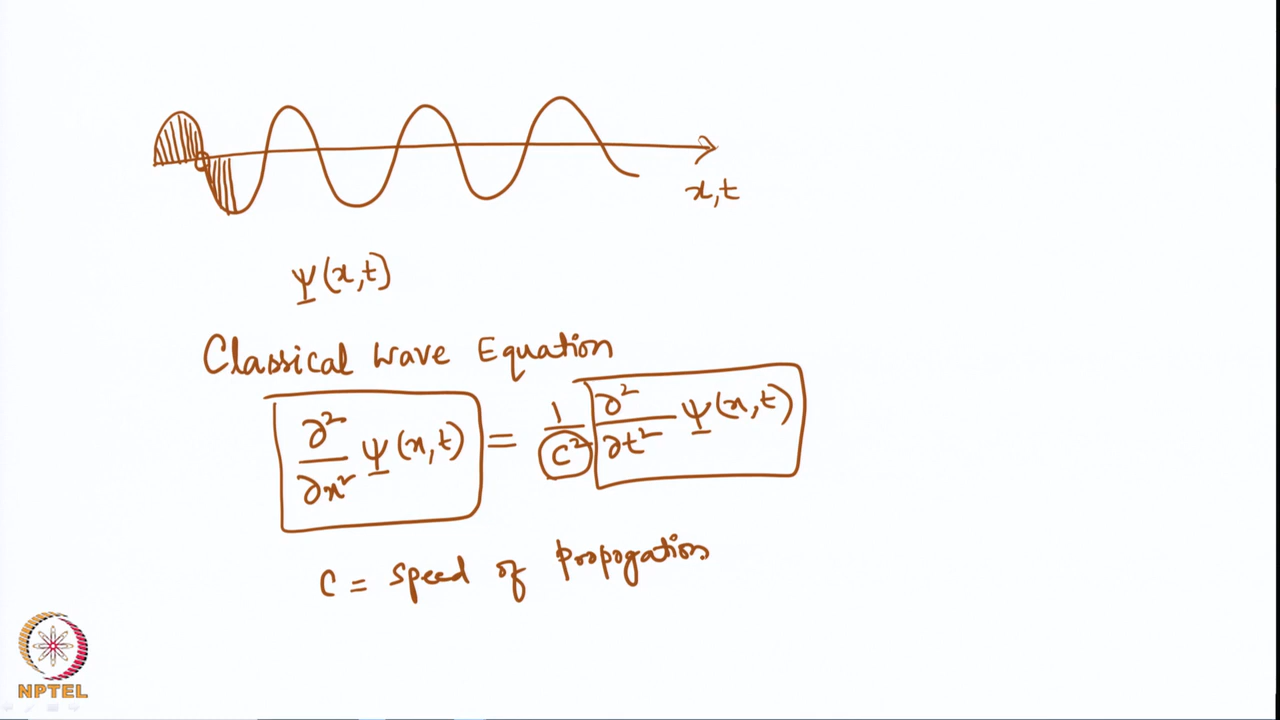 x,t
Ψ(x,t)
Classical Wave Equation
∂²/∂x² Ψ(x,t) = 1/C² ∂²/∂t² Ψ(x,t)
C = Speed of Propogation
NPTEL